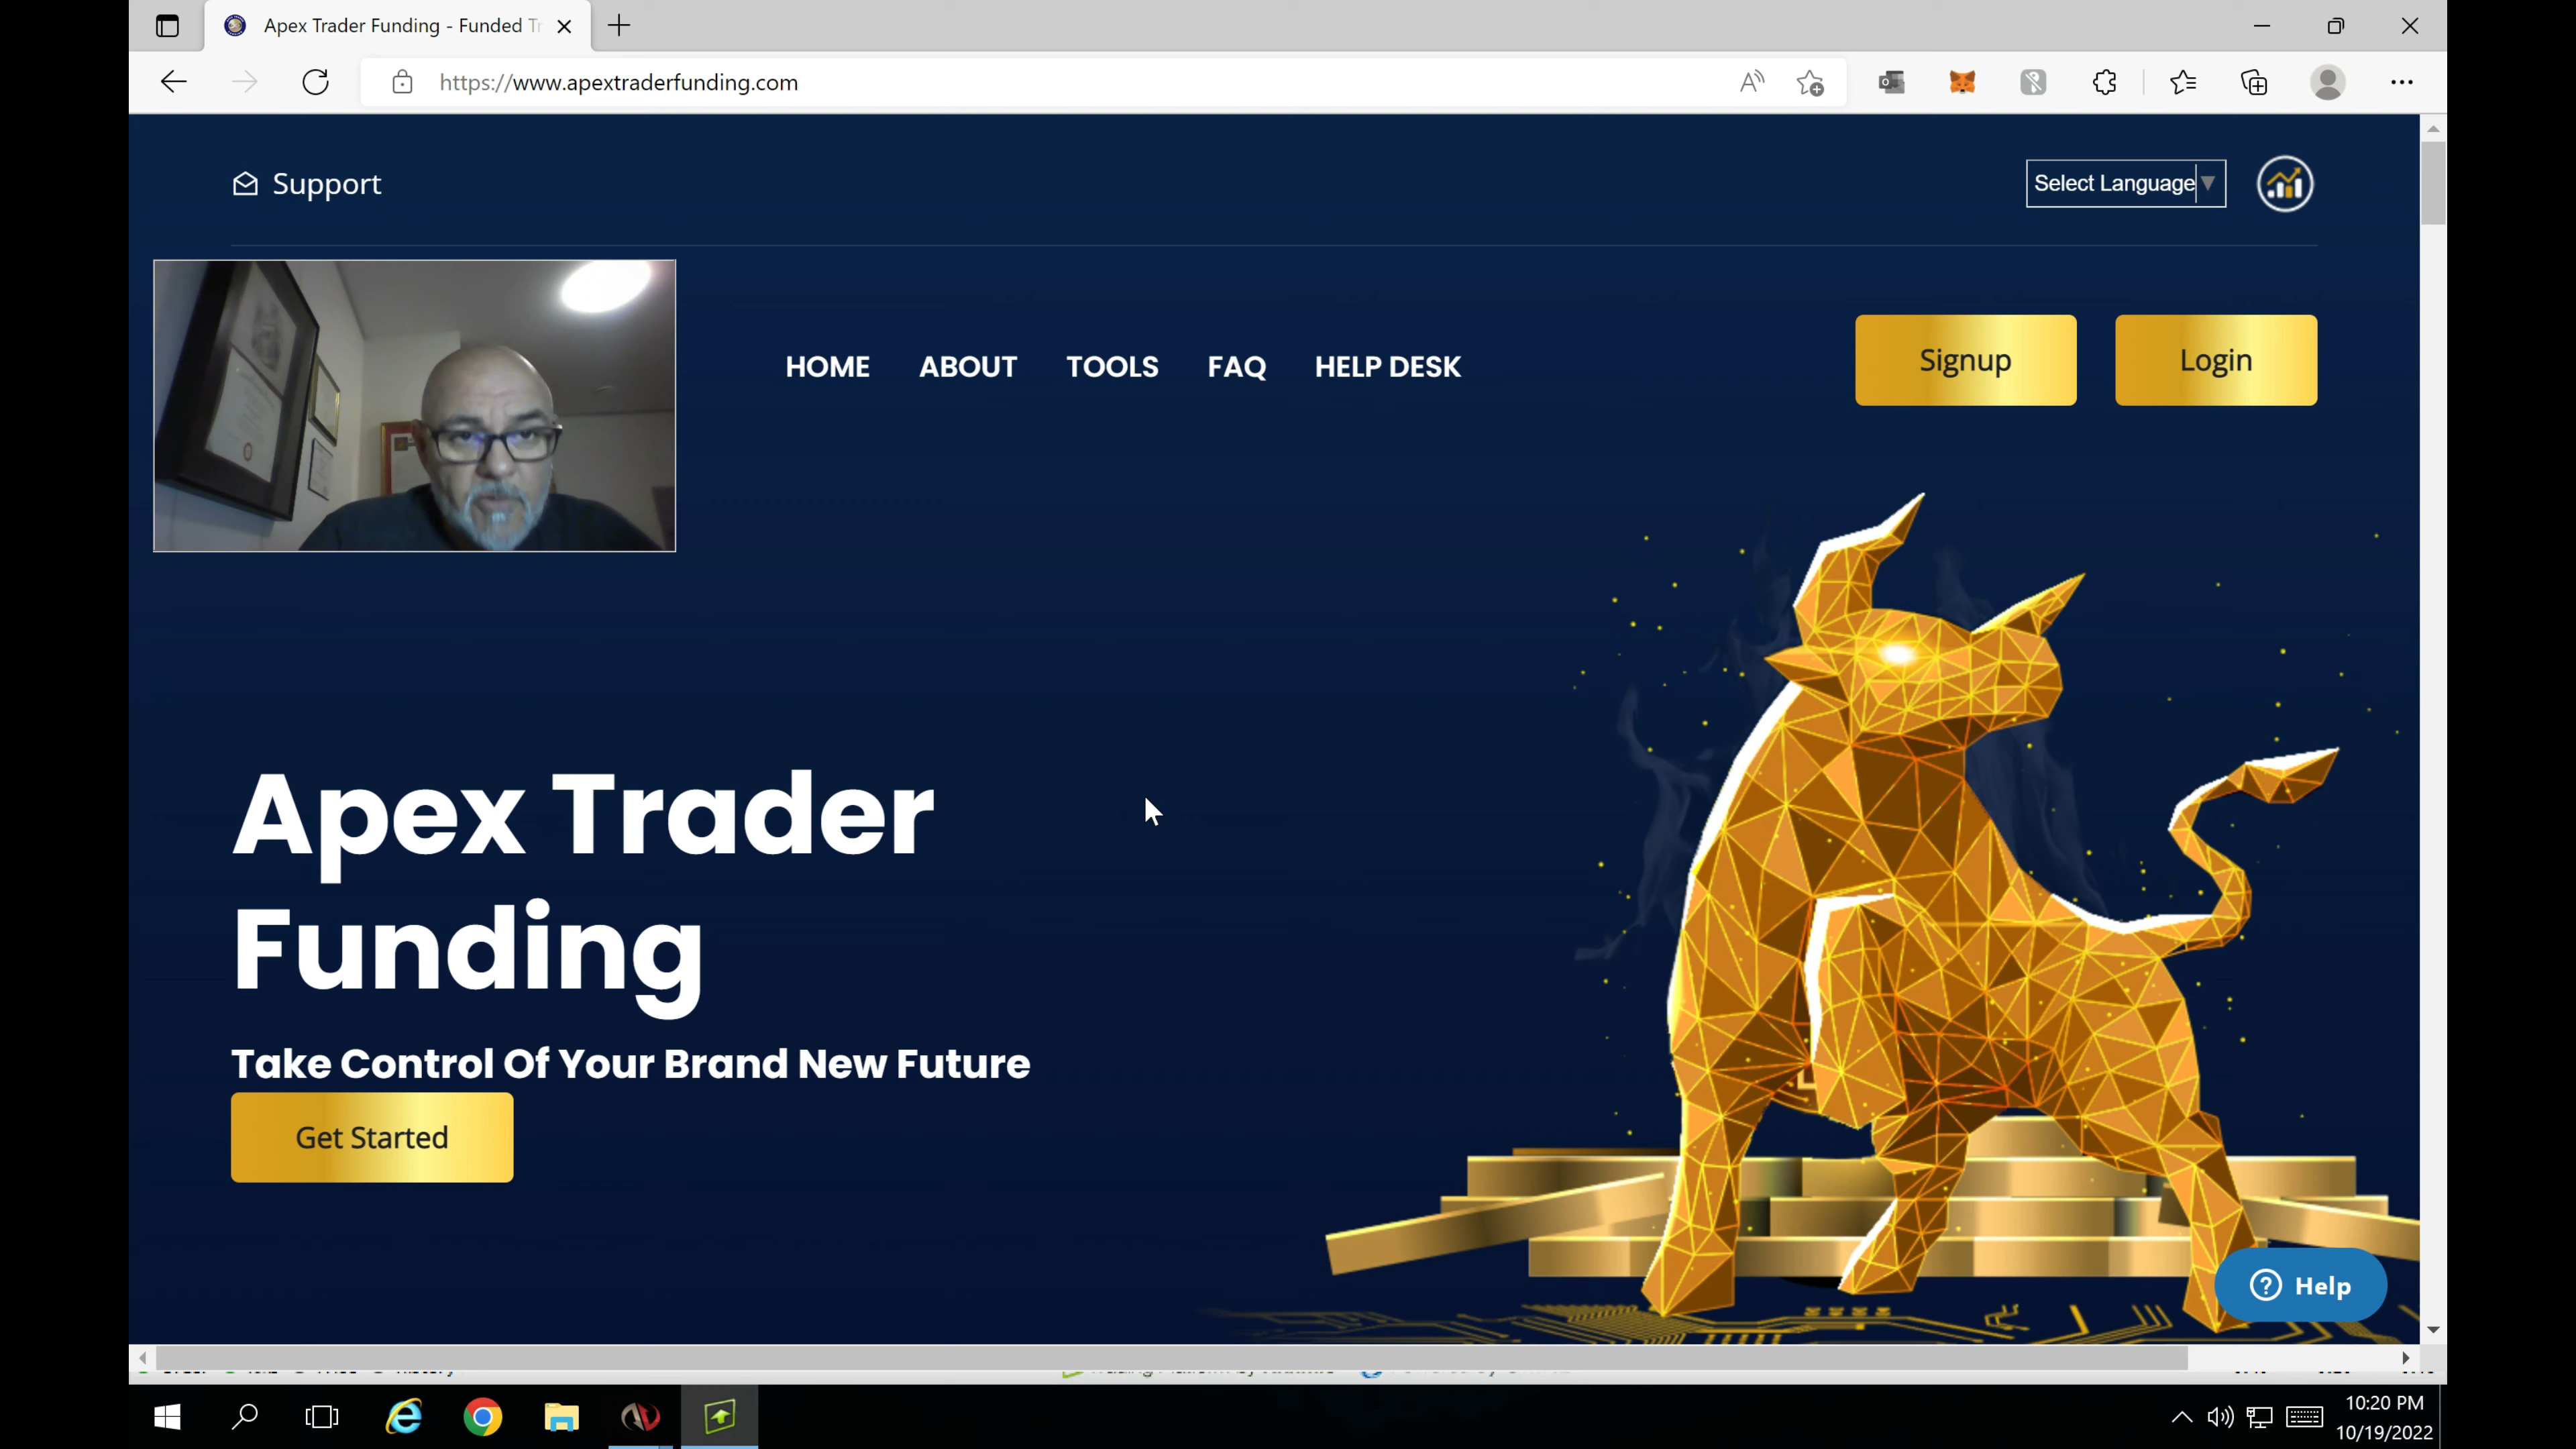 Apex Trader Funding - Funded Tr
https://www.apextraderfunding.com
Support
Select Language
HOME ABOUT TOOLS FAQ HELP DESK
Signup Login
Apex Trader
Funding
Take Control Of Your Brand New Future
Get Started
Help
10:20 PM
10/19/2022